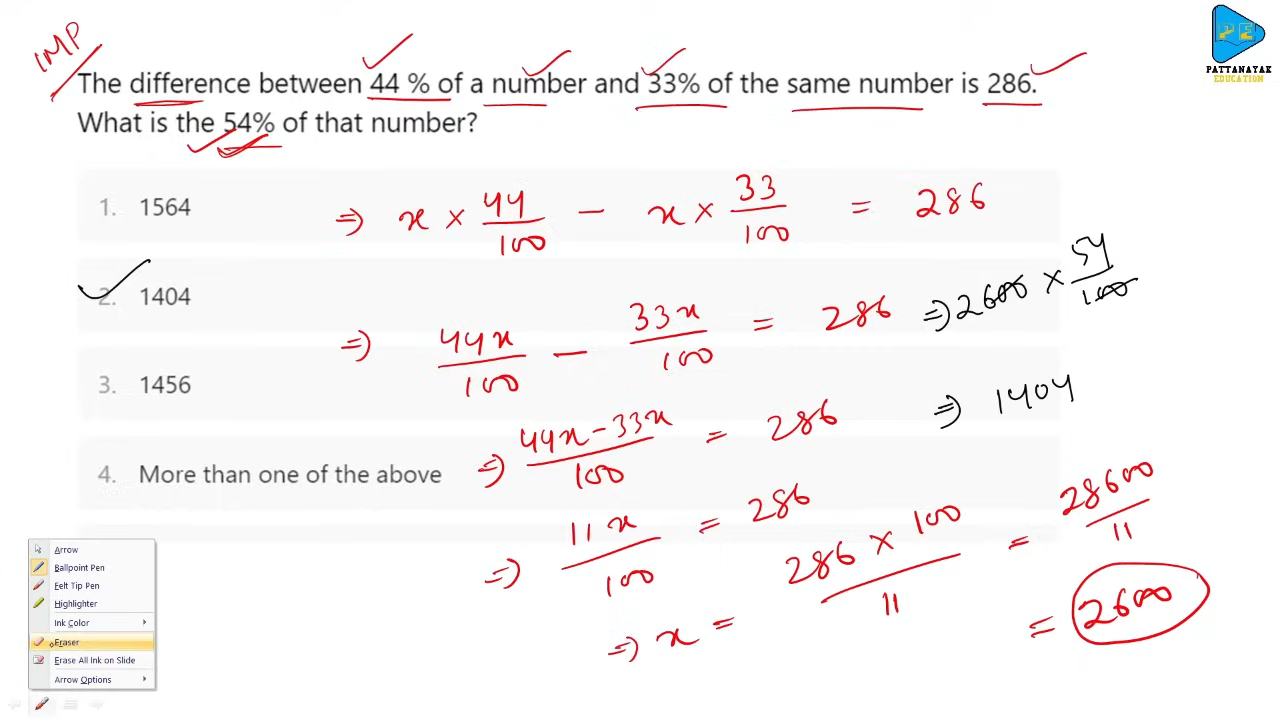 IMP
PE
PATTANAYAK
EDUCATION
The difference between 44 % of a number and 33% of the same number is 286.
What is the 54% of that number?
1. 1564
⇒ x × 44/100 − x × 33/100 = 286
2. 1404
⇒ 44x/100 − 33x/100 = 286
⇒ 2600 × 54/100
3. 1456
⇒ 1404
⇒ 44x−33x/100 = 286
4. More than one of the above
⇒ 11x/100 = 286
⇒ x = 286 × 100/11 = 28600/11
= 2600
Arrow
Ballpoint Pen
Felt Tip Pen
Highlighter
Ink Color
Eraser
Erase All Ink on Slide
Arrow Options